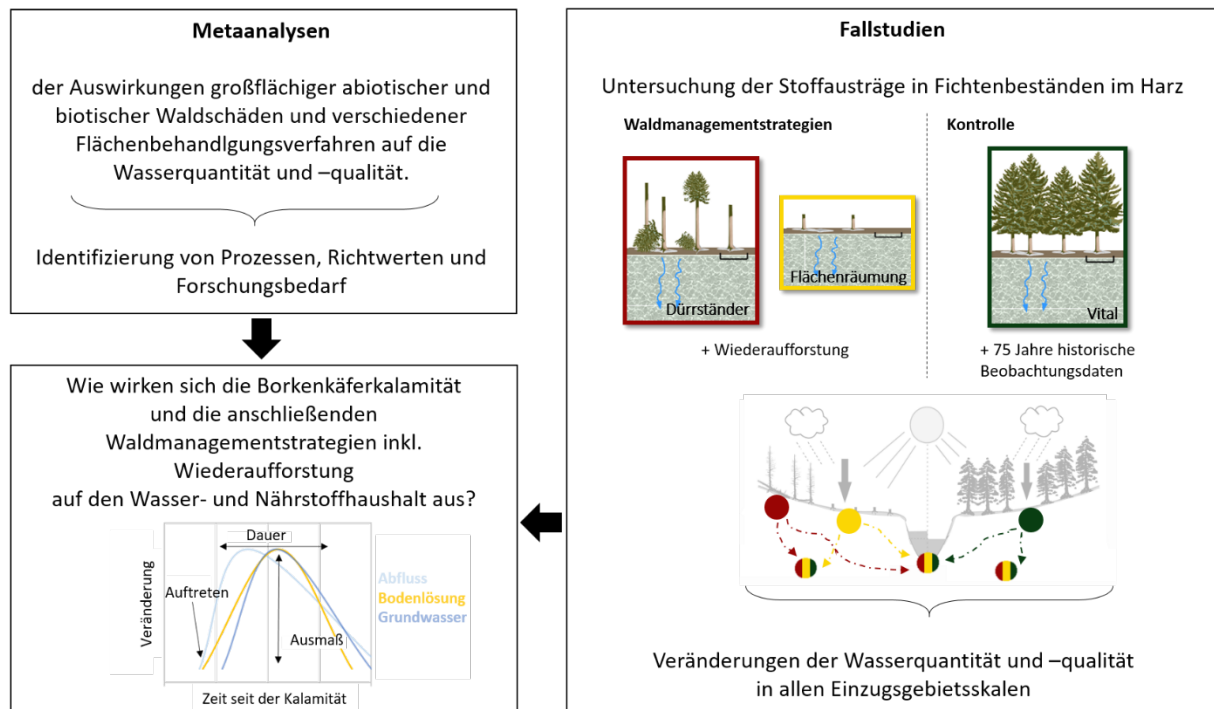 Metaanalysen
der Auswirkungen großflächiger abiotischer und
biotischer Waldschäden und verschiedener
Flächenbehandlgungsverfahren auf die
Wasserquantität und –qualität.
Identifizierung von Prozessen, Richtwerten und
Forschungsbedarf
Wie wirken sich die Borkenkäferkalamität
und die anschließenden
Waldmanagementstrategien inkl.
Wiederaufforstung
auf den Wasser- und Nährstoffhaushalt aus?
Veränderung
Dauer
Auftreten
Ausmaß
Abfluss
Bodenlösung
Grundwasser
Zeit seit der Kalamität
Fallstudien
Untersuchung der Stoffausträge in Fichtenbeständen im Harz
Waldmanagementstrategien
Kontrolle
Dürrständer
Flächenräumung
Vital
+ Wiederaufforstung
+ 75 Jahre historische
Beobachtungsdaten
Veränderungen der Wasserquantität und –qualität
in allen Einzugsgebietsskalen